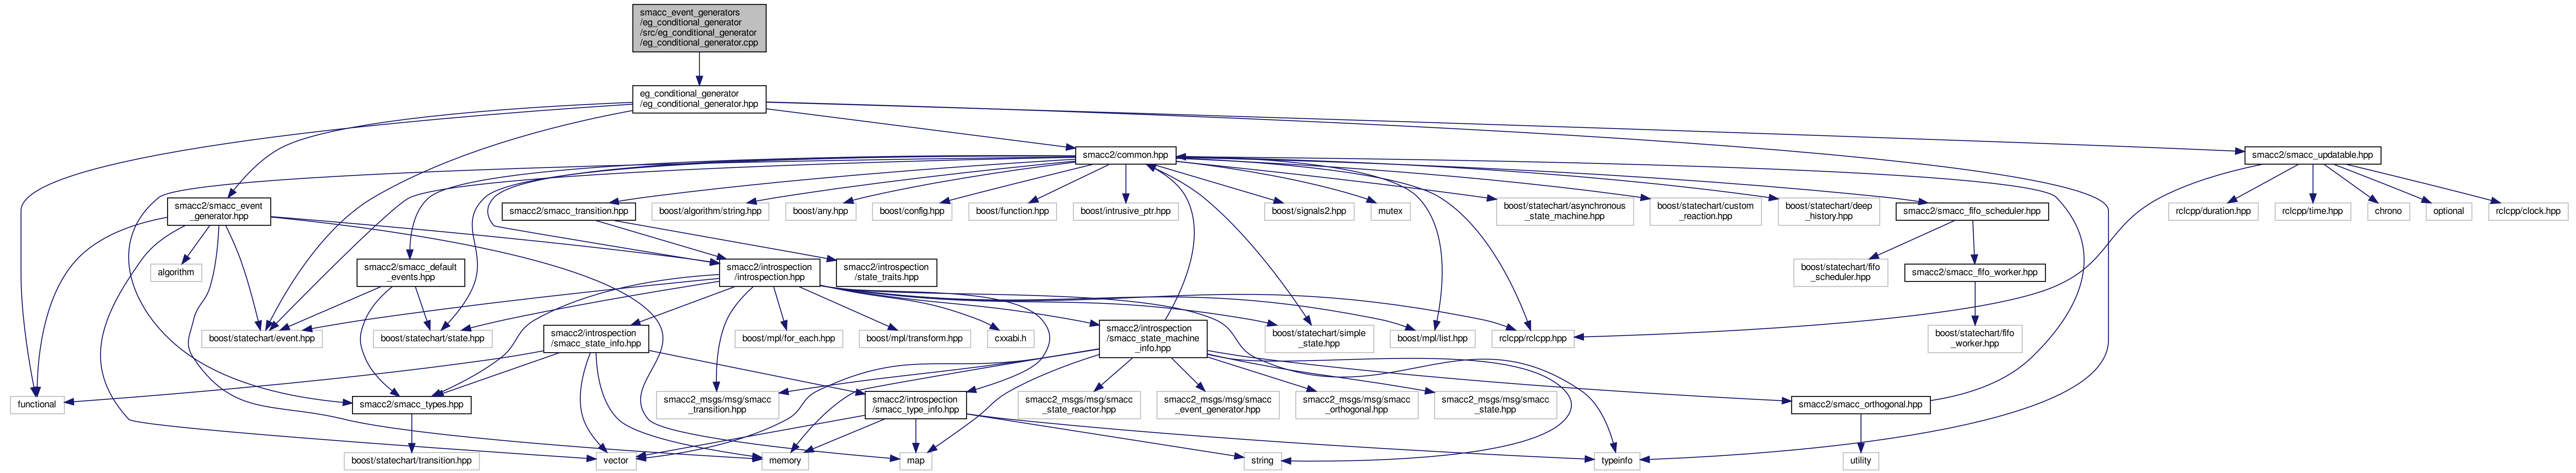 smacc_event_generators
/eg_conditional_generator
/src/eg_conditional_generator
/eg_conditional_generator.cpp
eg_conditional_generator
/eg_conditional_generator.hpp
smacc2/common.hpp
smacc2/smacc_updatable.hpp
smacc2/smacc_event
_generator.hpp
smacc2/smacc_transition.hpp
boost/algorithm/string.hpp
boost/any.hpp
boost/config.hpp
boost/function.hpp
boost/intrusive_ptr.hpp
boost/signals2.hpp
mutex
boost/statechart/asynchronous
_state_machine.hpp
boost/statechart/custom
_reaction.hpp
boost/statechart/deep
_history.hpp
smacc2/smacc_fifo_scheduler.hpp
rclcpp/duration.hpp
rclcpp/time.hpp
chrono
optional
rclcpp/clock.hpp
algorithm
smacc2/smacc_default
_events.hpp
smacc2/introspection
/introspection.hpp
smacc2/introspection
/state_traits.hpp
boost/statechart/fifo
_scheduler.hpp
smacc2/smacc_fifo_worker.hpp
boost/statechart/event.hpp
boost/statechart/state.hpp
smacc2/introspection
/smacc_state_info.hpp
boost/mpl/for_each.hpp
boost/mpl/transform.hpp
cxxabi.h
smacc2/introspection
/smacc_state_machine
_info.hpp
boost/statechart/simple
_state.hpp
boost/mpl/list.hpp
rclcpp/rclcpp.hpp
boost/statechart/fifo
_worker.hpp
functional
smacc2/smacc_types.hpp
smacc2_msgs/msg/smacc
_transition.hpp
smacc2/introspection
/smacc_type_info.hpp
smacc2_msgs/msg/smacc
_state_reactor.hpp
smacc2_msgs/msg/smacc
_event_generator.hpp
smacc2_msgs/msg/smacc
_orthogonal.hpp
smacc2_msgs/msg/smacc
_state.hpp
smacc2/smacc_orthogonal.hpp
boost/statechart/transition.hpp
vector
memory
map
string
typeinfo
utility